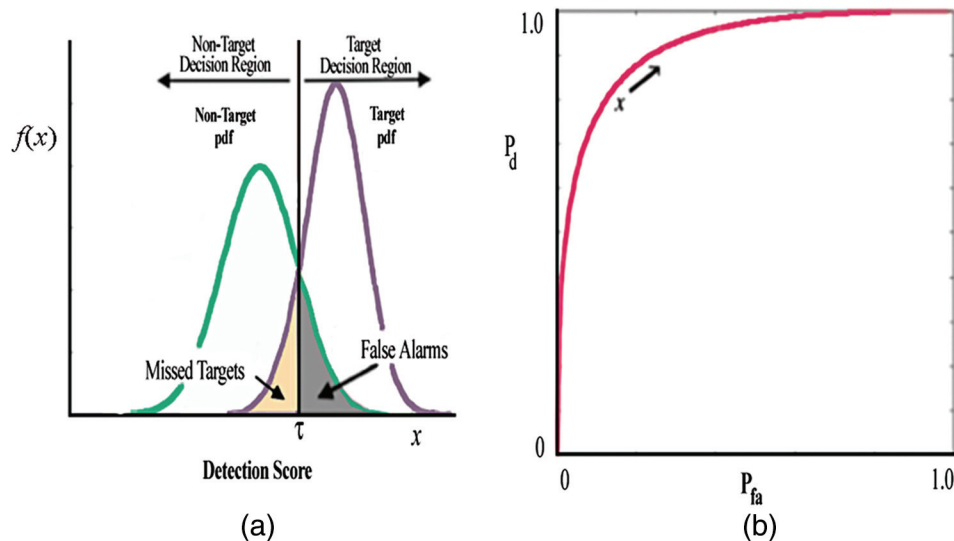 Non-Target
Decision Region
Target
Decision Region
Non-Target
pdf
Target
pdf
f(x)
Missed Targets
False Alarms
τ
x
Detection Score
(a)
1.0
x
P_d
0
0
1.0
P_fa
(b)